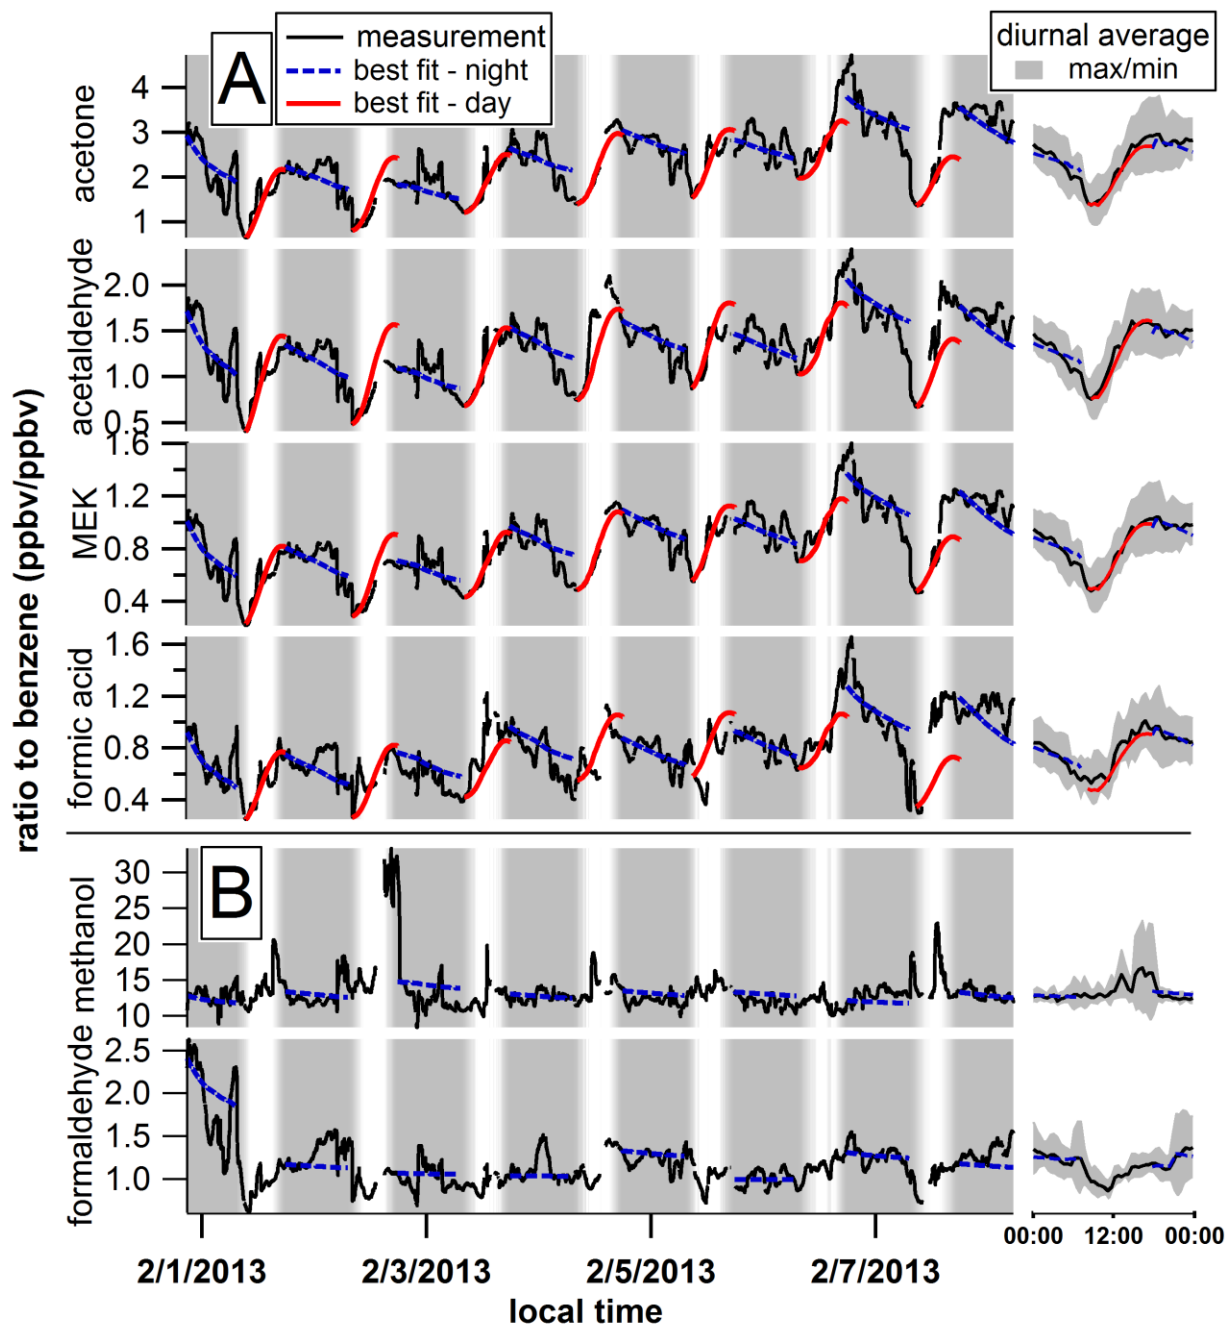 A
measurement
best fit - night
best fit - day
diurnal average
max/min
ratio to benzene (ppbv/ppbv)
acetone
4
3
2
1
acetaldehyde
2.0
1.5
1.0
0.5
MEK
1.6
1.2
0.8
0.4
formic acid
1.6
1.2
0.8
0.4
B
methanol
30
25
20
15
10
formaldehyde
2.5
2.0
1.5
1.0
00:00 12:00 00:00
2/1/2013 2/3/2013 2/5/2013 2/7/2013
local time